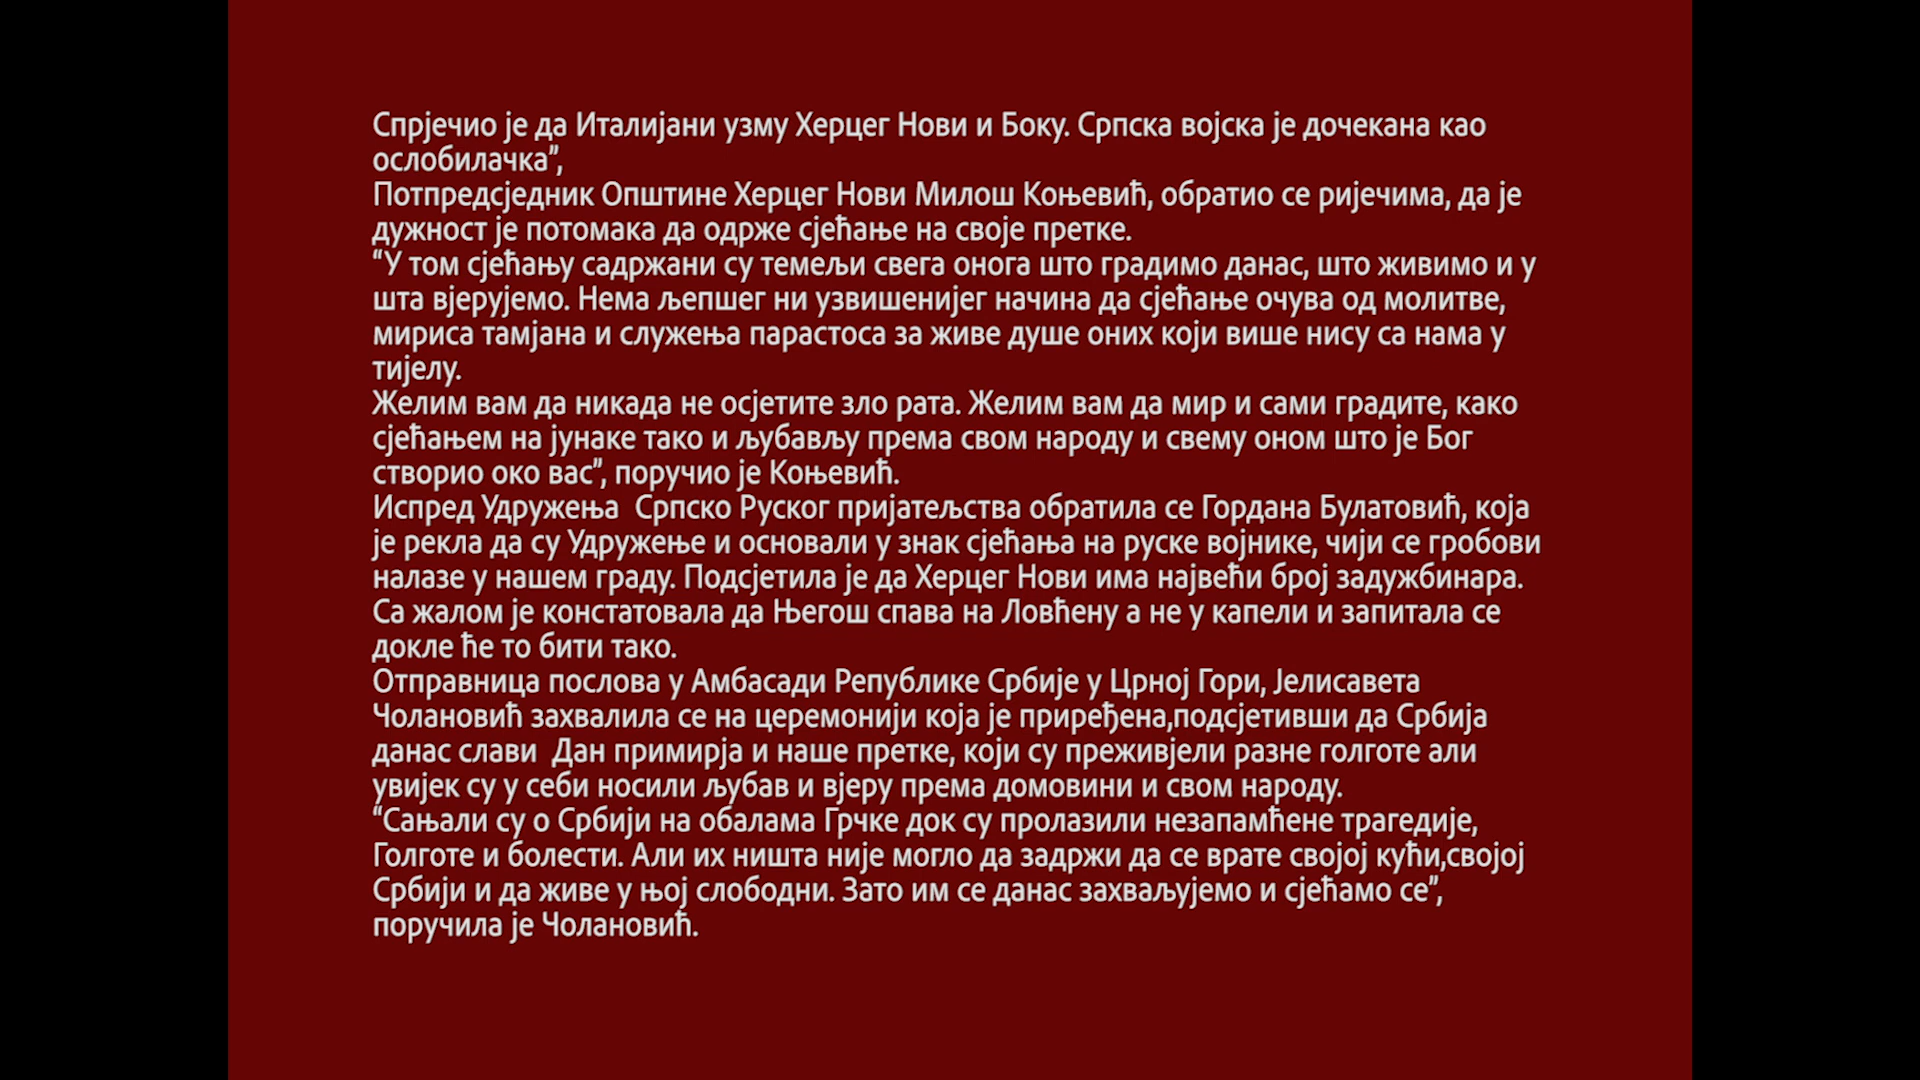 Спрјечио је да Италијани узму Херцег Нови и Боку. Српска војска је дочекана као
ослобилачка”,
Потпредсједник Општине Херцег Нови Милош Коњевић, обратио се ријечима, да је
дужност је потомака да одрже сјећање на своје претке.
“У том сјећању садржани су темељи свега онога што градимо данас, што живимо и у
шта вјерујемо. Нема љепшег ни узвишенијег начина да сјећање очува од молитве,
мириса тамјана и служења парастоса за живе душе оних који више нису са нама у
тијелу.
Желим вам да никада не осјетите зло рата. Желим вам да мир и сами градите, како
сјећањем на јунаке тако и љубављу према свом народу и свему оном што је Бог
створио око вас”, поручио је Коњевић.
Испред Удружења  Српско Руског пријатељства обратила се Гордана Булатовић, која
је рекла да су Удружење и основали у знак сјећања на руске војнике, чији се гробови
налазе у нашем граду. Подсјетила је да Херцег Нови има највећи број задужбинара.
Са жалом је констатовала да Његош спава на Ловћену а не у капели и запитала се
докле ће то бити тако.
Отправница послова у Амбасади Републике Србије у Црној Гори, Јелисавета
Чолановић захвалила се на церемонији која је приређена,подсјетивши да Србија
данас слави  Дан примирја и наше претке, који су преживјели разне голготе али
увијек су у себи носили љубав и вјеру према домовини и свом народу.
“Сањали су о Србији на обалама Грчке док су пролазили незапамћене трагедије,
Голготе и болести. Али их ништа није могло да задржи да се врате својој кући,својој
Србији и да живе у њој слободни. Зато им се данас захваљујемо и сјећамо се”,
поручила је Чолановић.